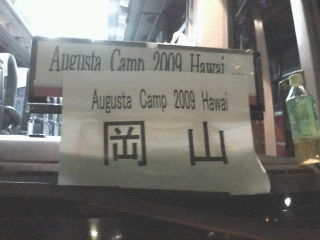 Augusta Camp 2009 Hawai ...
Augusta Camp 2009 Hawai
岡 山